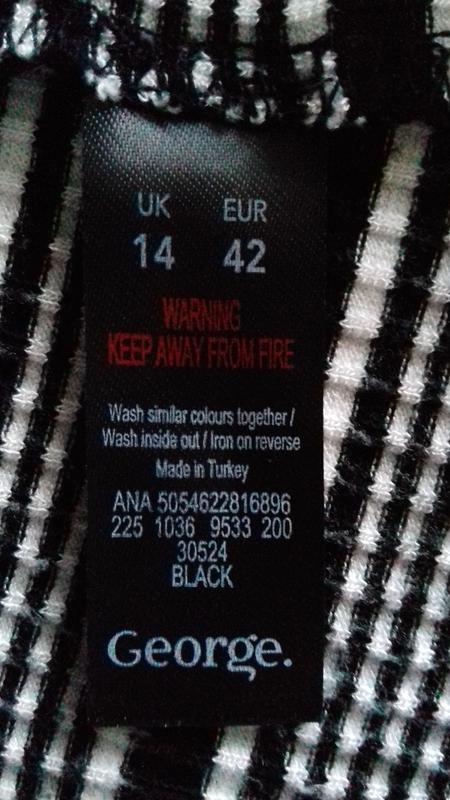 UK EUR
14 42
WARNING
KEEP AWAY FROM FIRE
Wash similar colours together /
Wash inside out / Iron on reverse
Made in Turkey
ANA 5054622816896
225 1036 9533 200
30524
BLACK
George.